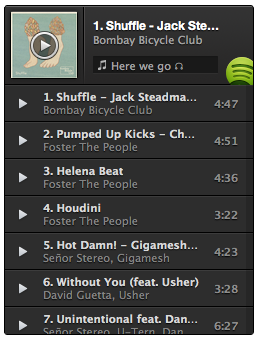 1. Shuffle - Jack Ste...
Bombay Bicycle Club
Here we go
1. Shuffle – Jack Steadma...
Bombay Bicycle Club
4:47
2. Pumped Up Kicks – Ch...
Foster The People
4:51
3. Helena Beat
Foster The People
4:36
4. Houdini
Foster The People
3:22
5. Hot Damn! – Gigamesh...
Señor Stereo, Gigamesh
4:23
6. Without You (feat. Usher)
David Guetta, Usher
3:28
7. Unintentional feat. Dan...
Señor Stereo, U-Tern, Dan
6:27